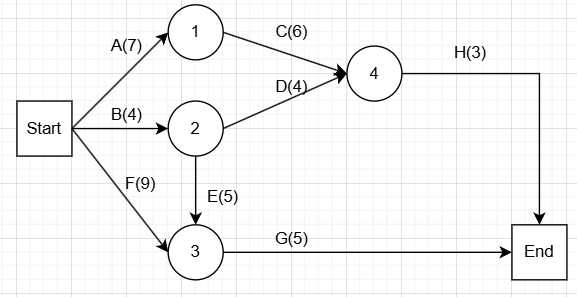 A(7)
1
C(6)
H(3)
4
D(4)
B(4)
Start
2
F(9)
E(5)
G(5)
3
End